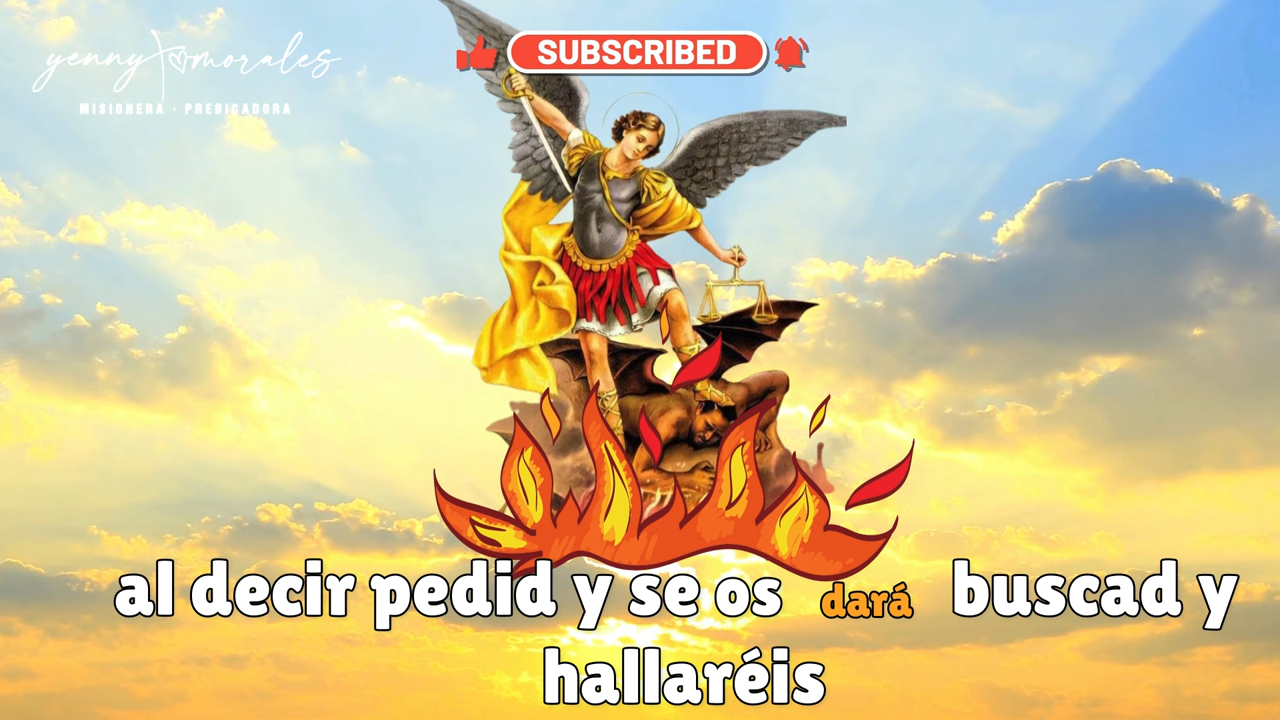 yenny morales
MISIONERA · PREDICADORA
SUBSCRIBED
al decir pedid y se os dará buscad y
hallaréis